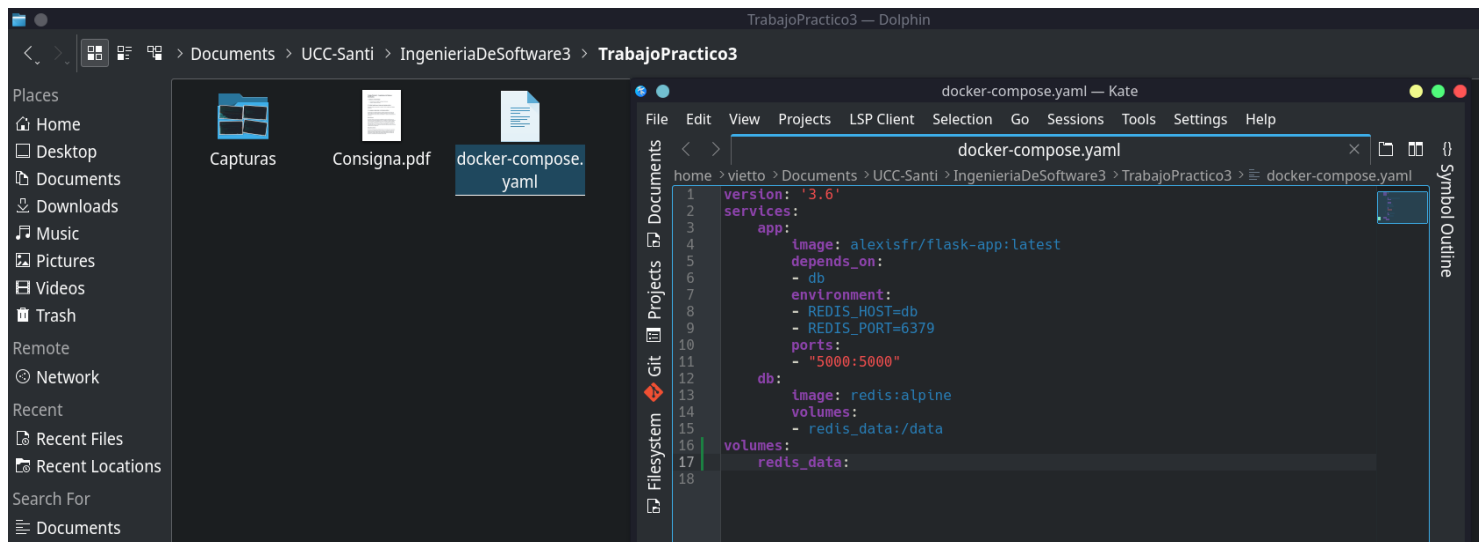 TrabajoPractico3 — Dolphin
> Documents > UCC-Santi > IngenieriaDeSoftware3 > TrabajoPractico3
Places
Home
Desktop
Documents
Downloads
Music
Pictures
Videos
Trash
Remote
Network
Recent
Recent Files
Recent Locations
Search For
Documents
Capturas
Consigna.pdf
docker-compose.
yaml
docker-compose.yaml — Kate
File Edit View Projects LSP Client Selection Go Sessions Tools Settings Help
docker-compose.yaml
home > vietto > Documents > UCC-Santi > IngenieriaDeSoftware3 > TrabajoPractico3 > docker-compose.yaml
Documents
Projects
Git
Filesystem
1 version: '3.6'
2 services:
3     app:
4         image: alexisfr/flask-app:latest
5         depends_on:
6         - db
7         environment:
8         - REDIS_HOST=db
9         - REDIS_PORT=6379
10         ports:
11         - "5000:5000"
12     db:
13         image: redis:alpine
14         volumes:
15         - redis_data:/data
16 volumes:
17     redis_data:
18
{} Symbol Outline